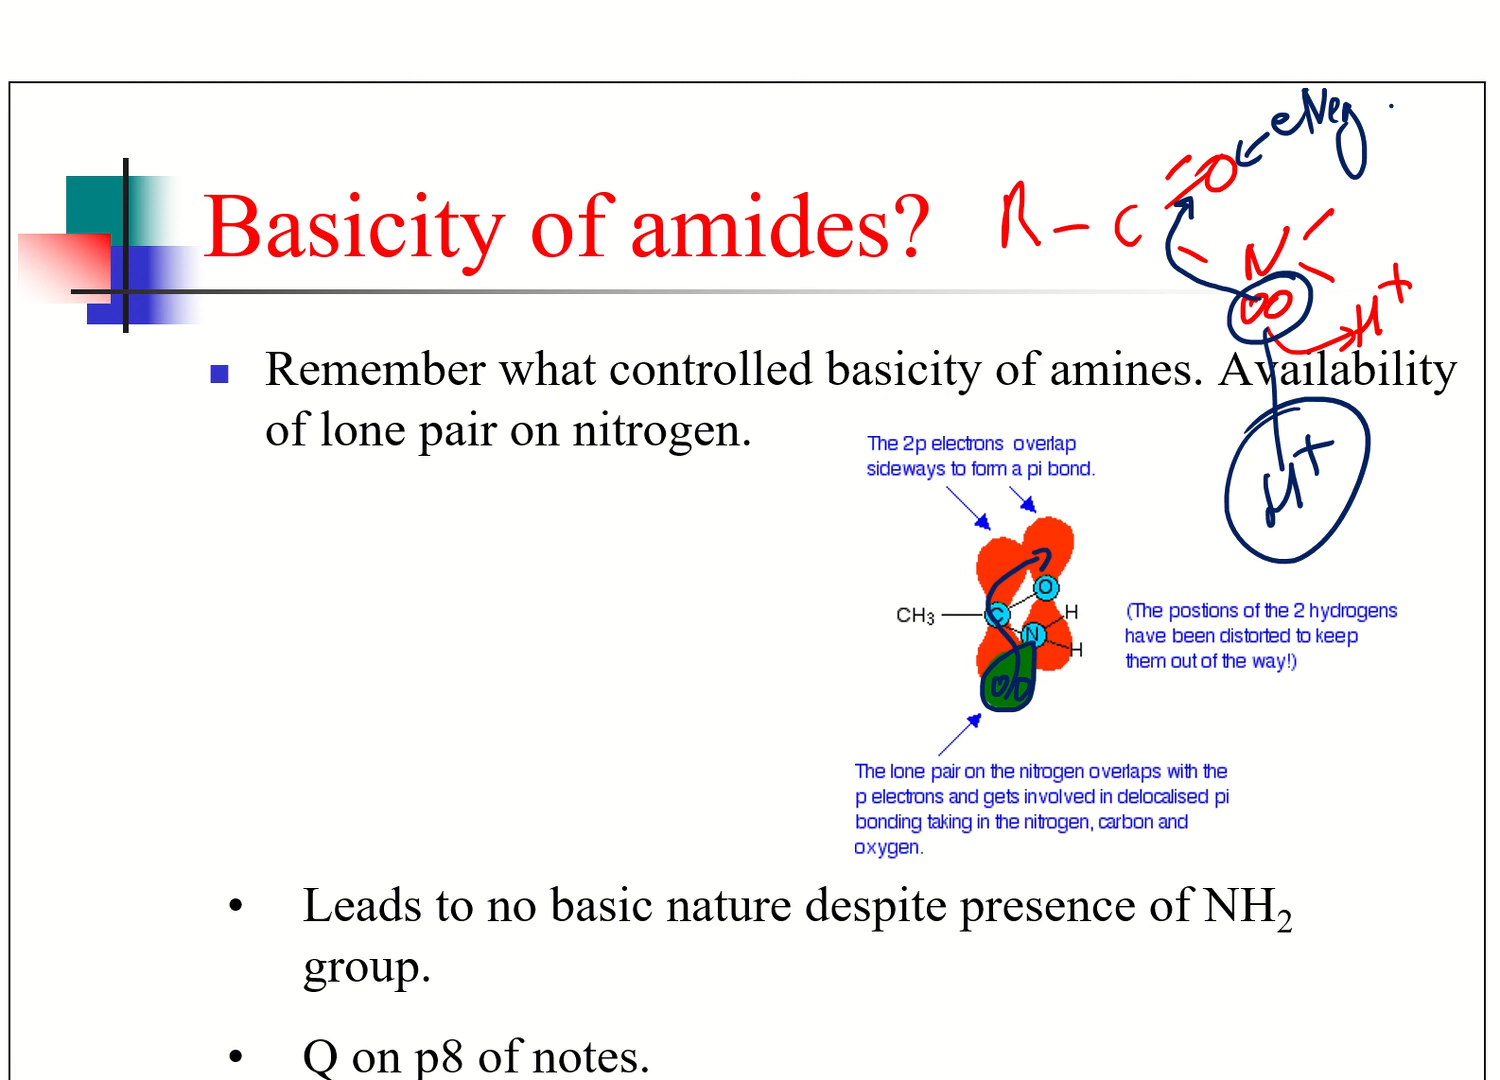 eNeg
Basicity of amides? R - C = O
N
H+
Remember what controlled basicity of amines. Availability
of lone pair on nitrogen.
H+
The 2p electrons overlap
sideways to form a pi bond.
O
CH3 C H
N
H
(The postions of the 2 hydrogens
have been distorted to keep
them out of the way!)
The lone pair on the nitrogen overlaps with the
p electrons and gets involved in delocalised pi
bonding taking in the nitrogen, carbon and
oxygen.
• Leads to no basic nature despite presence of NH2
group.
• Q on p8 of notes.